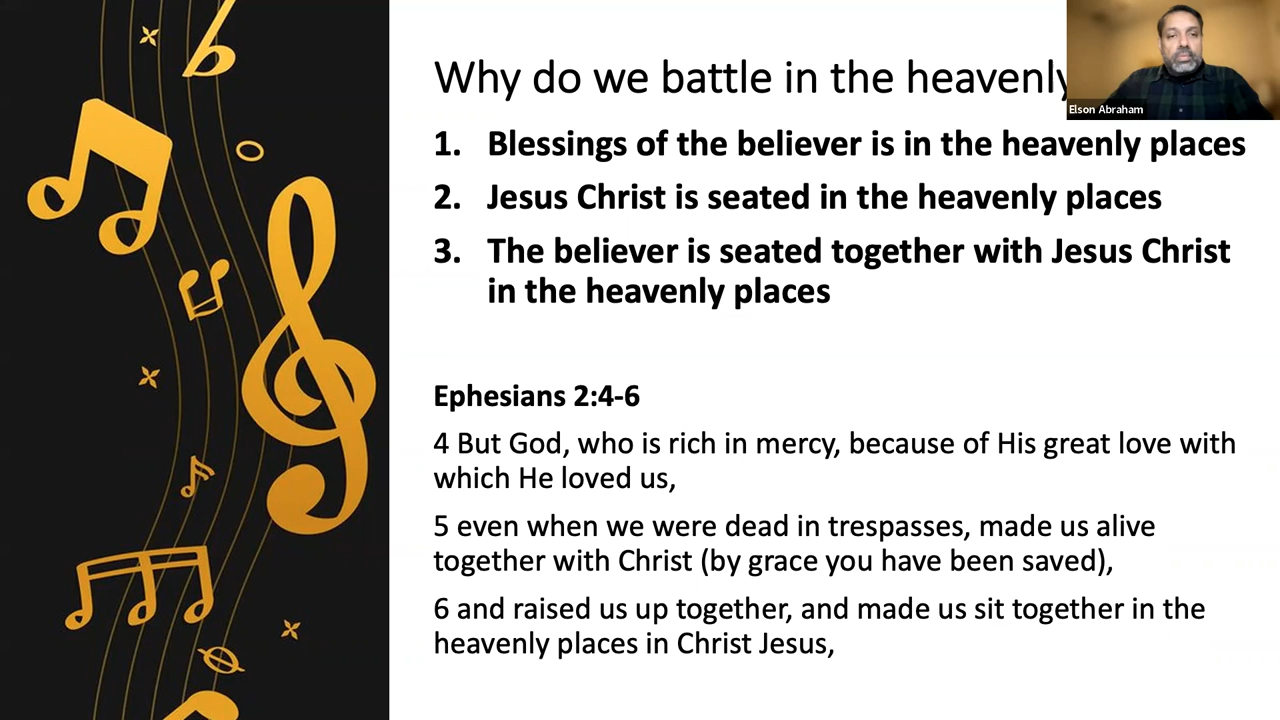 Why do we battle in the heavenly
Elson Abraham
1. Blessings of the believer is in the heavenly places
2. Jesus Christ is seated in the heavenly places
3. The believer is seated together with Jesus Christ
in the heavenly places
Ephesians 2:4-6
4 But God, who is rich in mercy, because of His great love with
which He loved us,
5 even when we were dead in trespasses, made us alive
together with Christ (by grace you have been saved),
6 and raised us up together, and made us sit together in the
heavenly places in Christ Jesus,